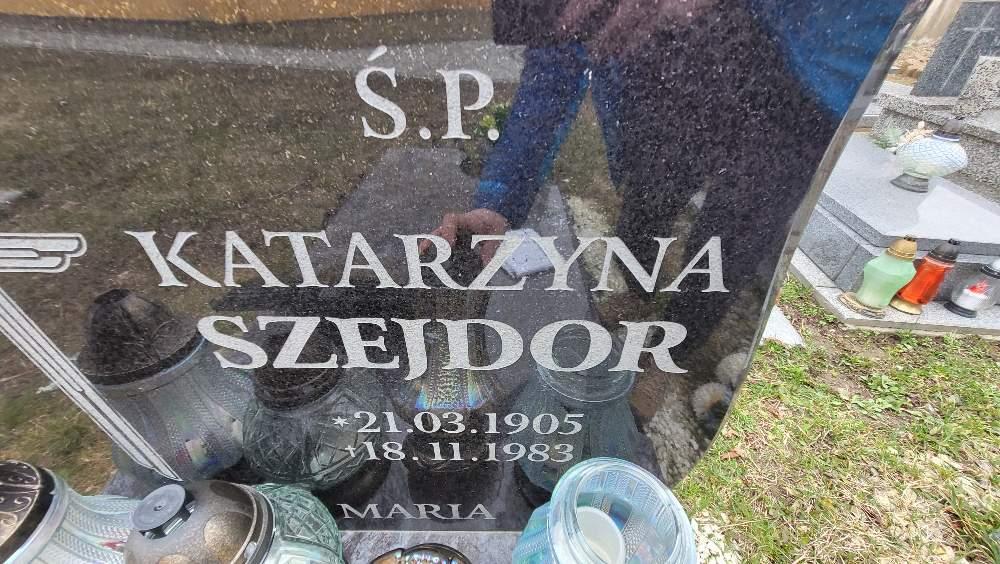 Ś.P.
KATARZYNA
SZEJDOR
*21.03.1905
†18.11.1983
MARIA